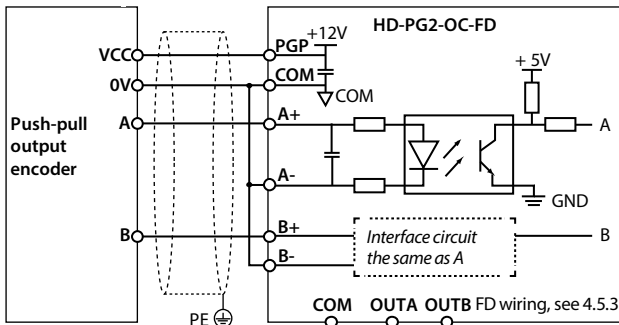 HD-PG2-OC-FD
+12V
VCC
PGP
+ 5V
0V
COM
COM
Push-pull
output
encoder
A
A+
A
A-
GND
B
B+
Interface circuit
the same as A
B
B-
COM OUTA OUTB FD wiring, see 4.5.3
PE